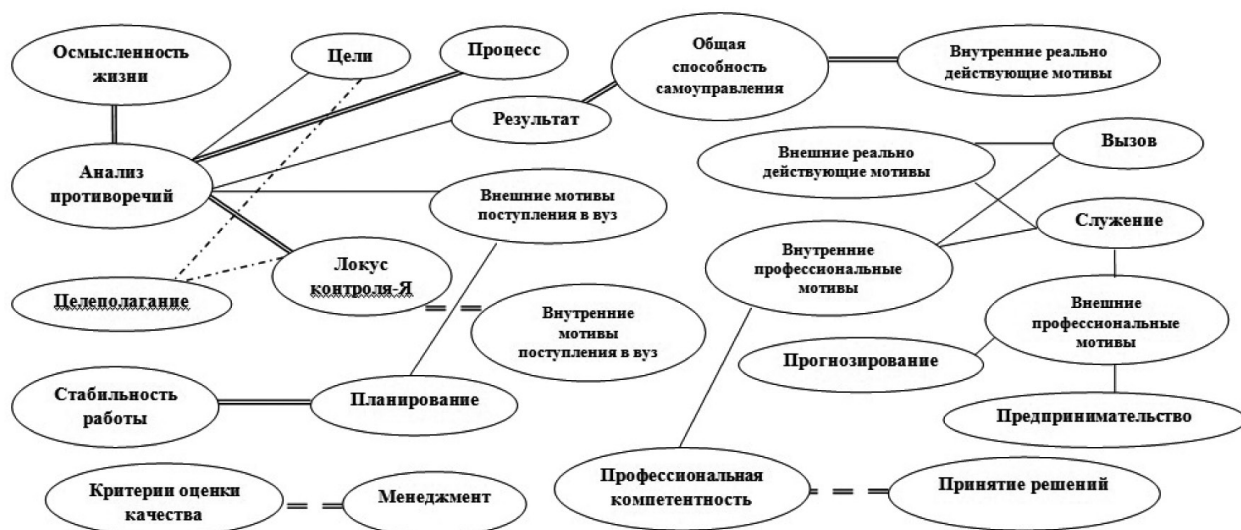 Осмысленность
жизни
Цели
Процесс
Общая
способность
самоуправления
Внутренние реально
действующие мотивы
Результат
Анализ
противоречий
Внешние реально
действующие мотивы
Вызов
Внешние мотивы
поступления в вуз
Служение
Локус
контроля-Я
Внутренние
профессиональные
мотивы
Целеполагание
Внутренние
мотивы
поступления в вуз
Внешние
профессиональные
мотивы
Прогнозирование
Стабильность
работы
Планирование
Предпринимательство
Критерии оценки
качества
Менеджмент
Профессиональная
компетентность
Принятие решений